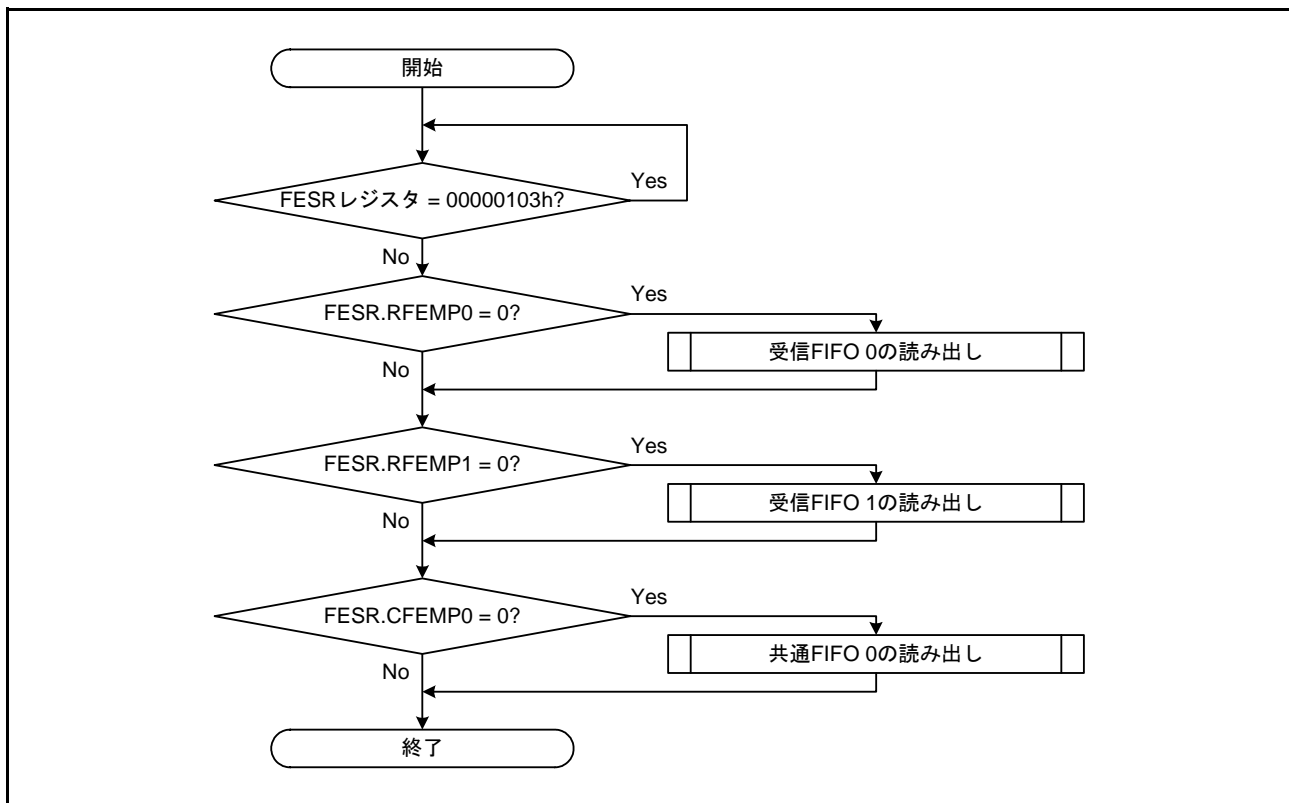 開始
FESRレジスタ = 00000103h?
Yes
No
FESR.RFEMP0 = 0?
Yes
受信FIFO 0の読み出し
No
FESR.RFEMP1 = 0?
Yes
受信FIFO 1の読み出し
No
FESR.CFEMP0 = 0?
Yes
共通FIFO 0の読み出し
No
終了